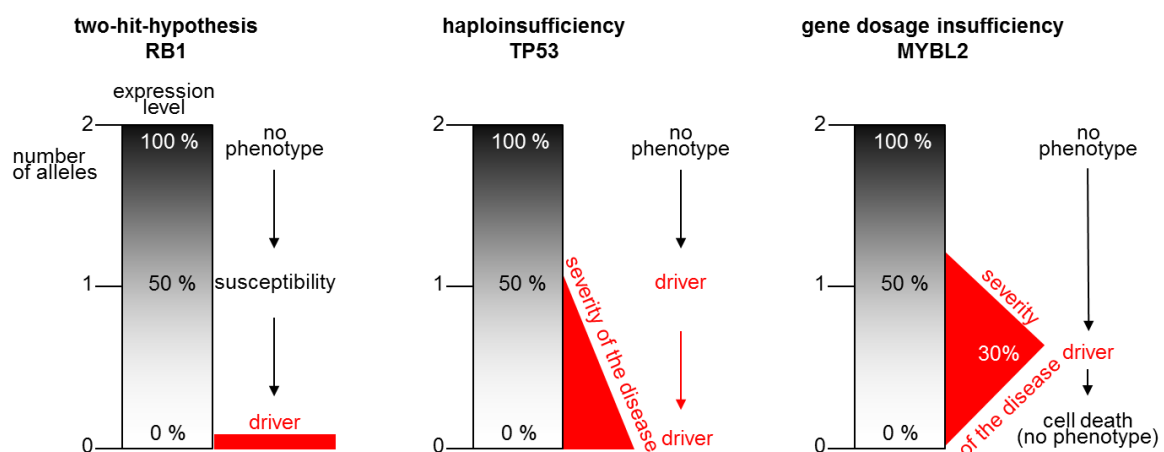 two-hit-hypothesis
RB1
expression
level
2
100 %
no
phenotype
number
of alleles
1
50 %
susceptibility
driver
0
0 %
haploinsufficiency
TP53
2
100 %
no
phenotype
1
50 %
driver
severity of the disease
0
0 %
driver
gene dosage insufficiency
MYBL2
2
100 %
no
phenotype
1
50 %
severity
30%
driver
of the disease
0
0 %
cell death
(no phenotype)